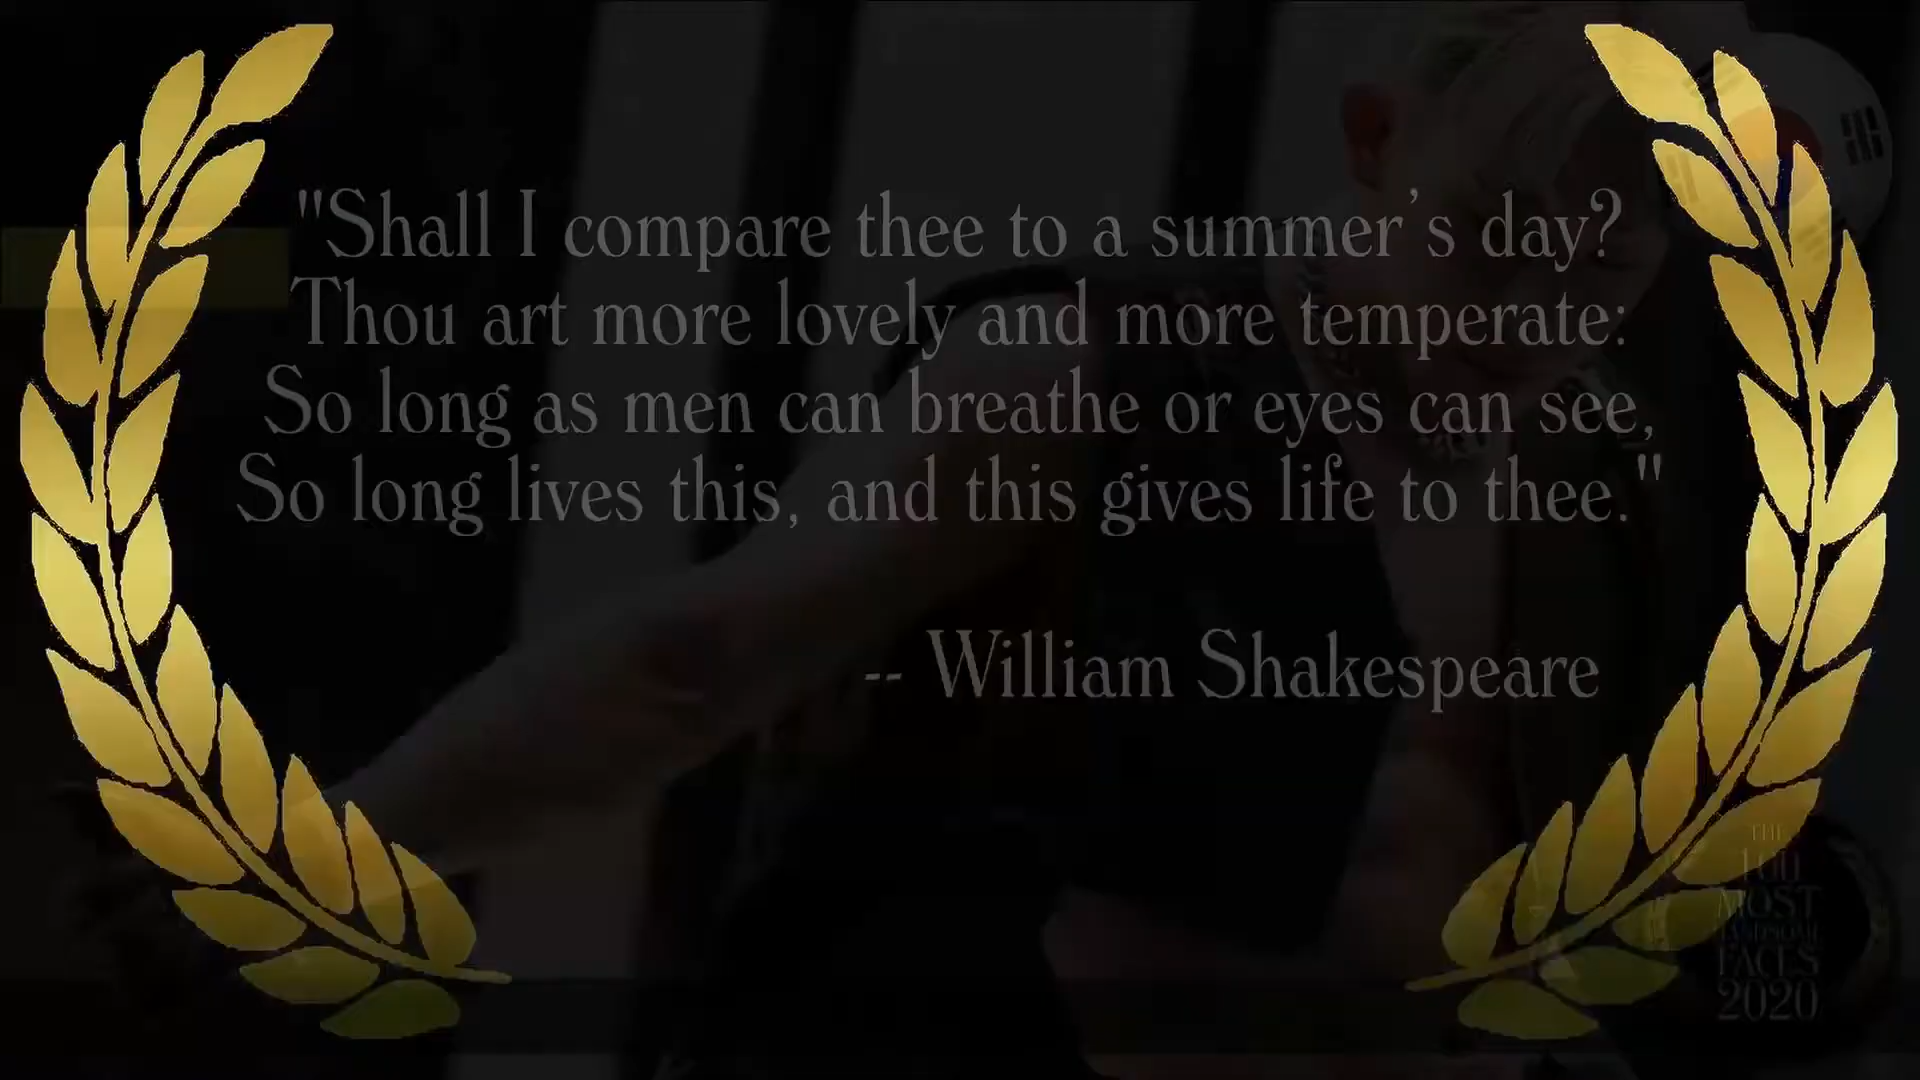 "Shall I compare thee to a summer's day?
Thou art more lovely and more temperate:
So long as men can breathe or eyes can see,
So long lives this, and this gives life to thee."
-- William Shakespeare
THE
100
MOST
HANDSOME
FACES
2020